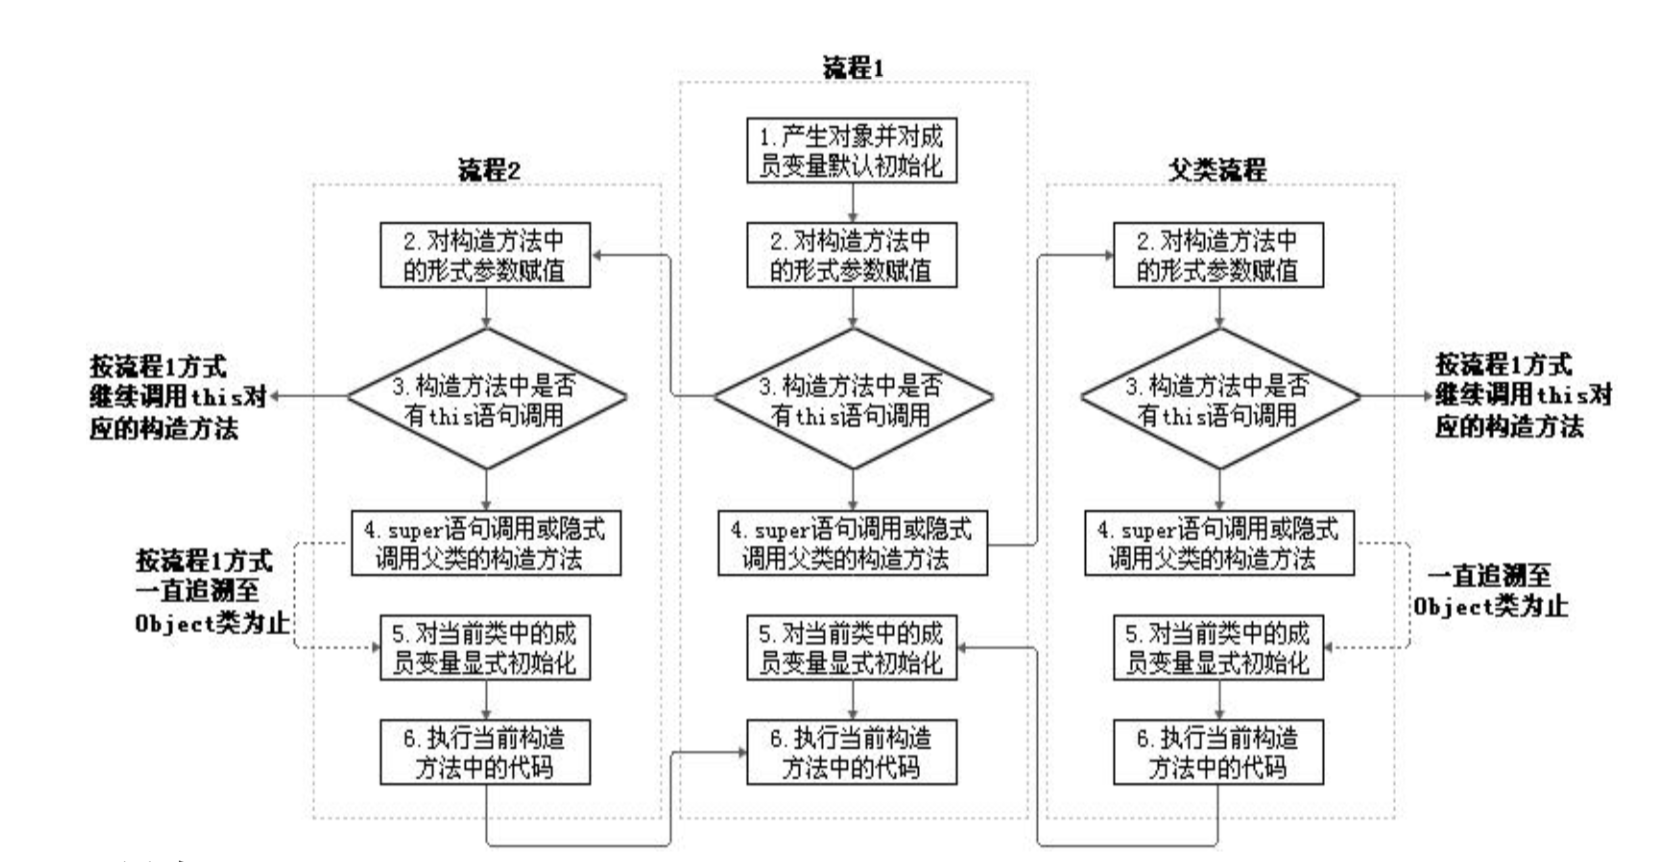 流程1
1.产生对象并对成
员变量默认初始化
流程2
父类流程
2.对构造方法中
的形式参数赋值
2.对构造方法中
的形式参数赋值
2.对构造方法中
的形式参数赋值
按流程1方式
继续调用this对
应的构造方法
3.构造方法中是否
有this语句调用
3.构造方法中是否
有this语句调用
3.构造方法中是否
有this语句调用
按流程1方式
继续调用this对
应的构造方法
4.super语句调用或隐式
调用父类的构造方法
4.super语句调用或隐式
调用父类的构造方法
4.super语句调用或隐式
调用父类的构造方法
按流程1方式
一直追溯至
Object类为止
一直追溯至
Object类为止
5.对当前类中的成
员变量显式初始化
5.对当前类中的成
员变量显式初始化
5.对当前类中的成
员变量显式初始化
6.执行当前构造
方法中的代码
6.执行当前构造
方法中的代码
6.执行当前构造
方法中的代码